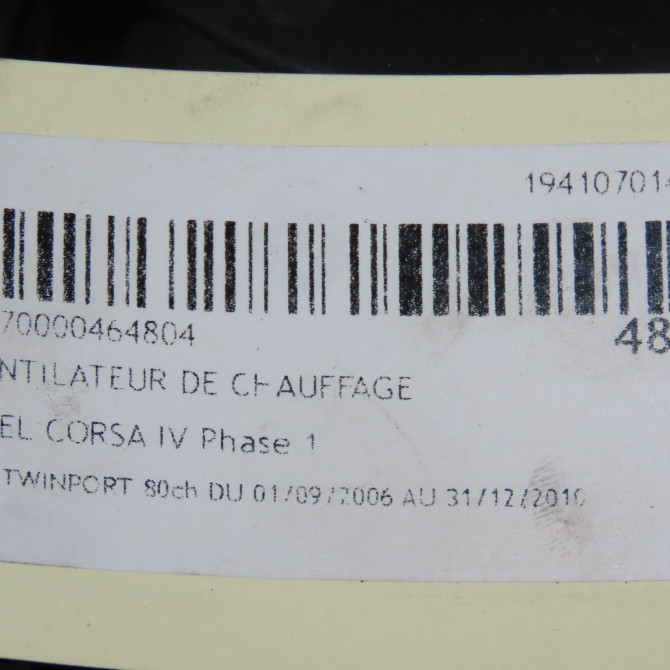 194107014
70000464804
48
NTILATEUR DE CHAUFFAGE
EL CORSA IV Phase 1
TWINPORT 80ch DU 01/09/2006 AU 31/12/2010